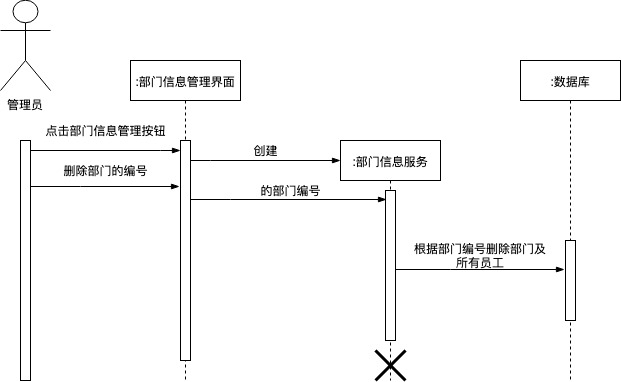 管理员
:部门信息管理界面
:数据库
点击部门信息管理按钮
创建
:部门信息服务
删除部门的编号
的部门编号
根据部门编号删除部门及
所有员工